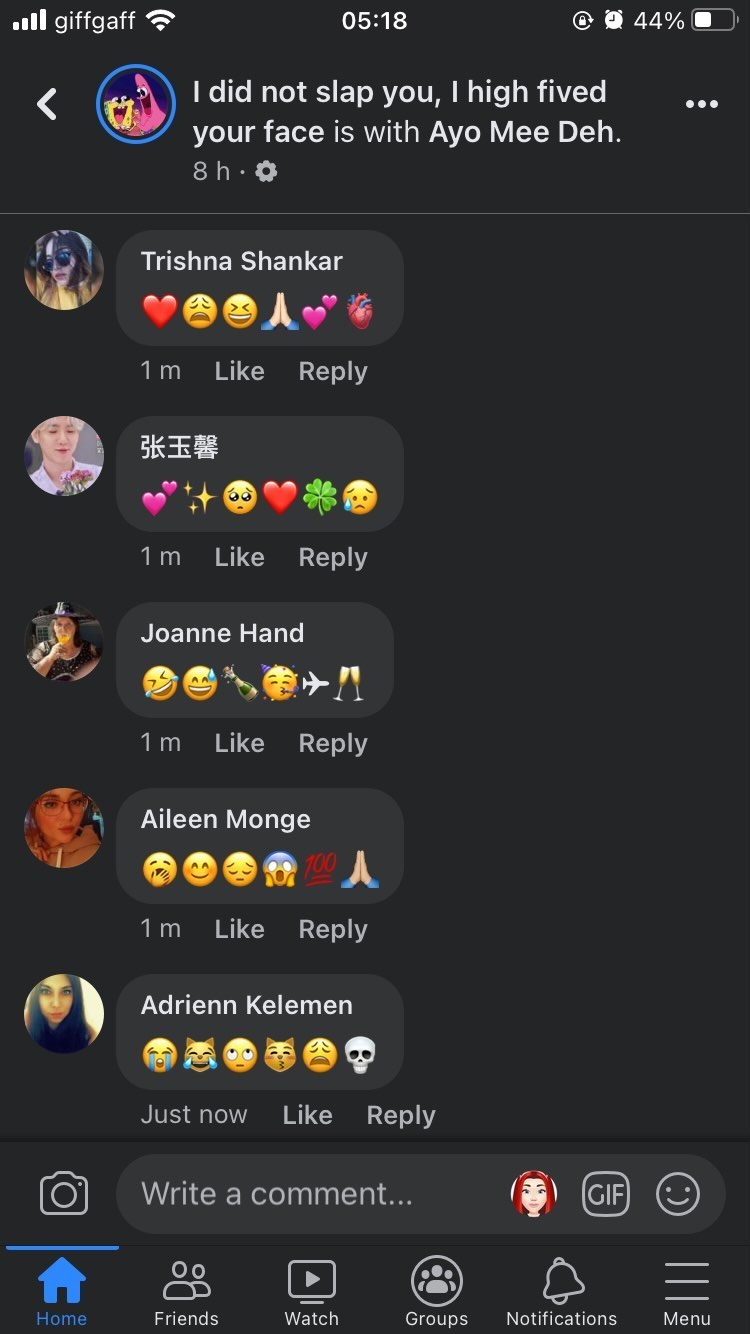 giffgaff 05:18 44%
I did not slap you, I high fived
your face is with Ayo Mee Deh.
8 h ·
Trishna Shankar
❤️😩😆🙏🏻💕🫀
1 m Like Reply
张玉馨
💕✨🥺❤️🍀😥
1 m Like Reply
Joanne Hand
🤣😅🍾🥳✈️🥂
1 m Like Reply
Aileen Monge
🥱😊😔😱💯🙏🏼
1 m Like Reply
Adrienn Kelemen
😭😹🙄😽😩💀
Just now Like Reply
Write a comment... GIF
Home Friends Watch Groups Notifications Menu